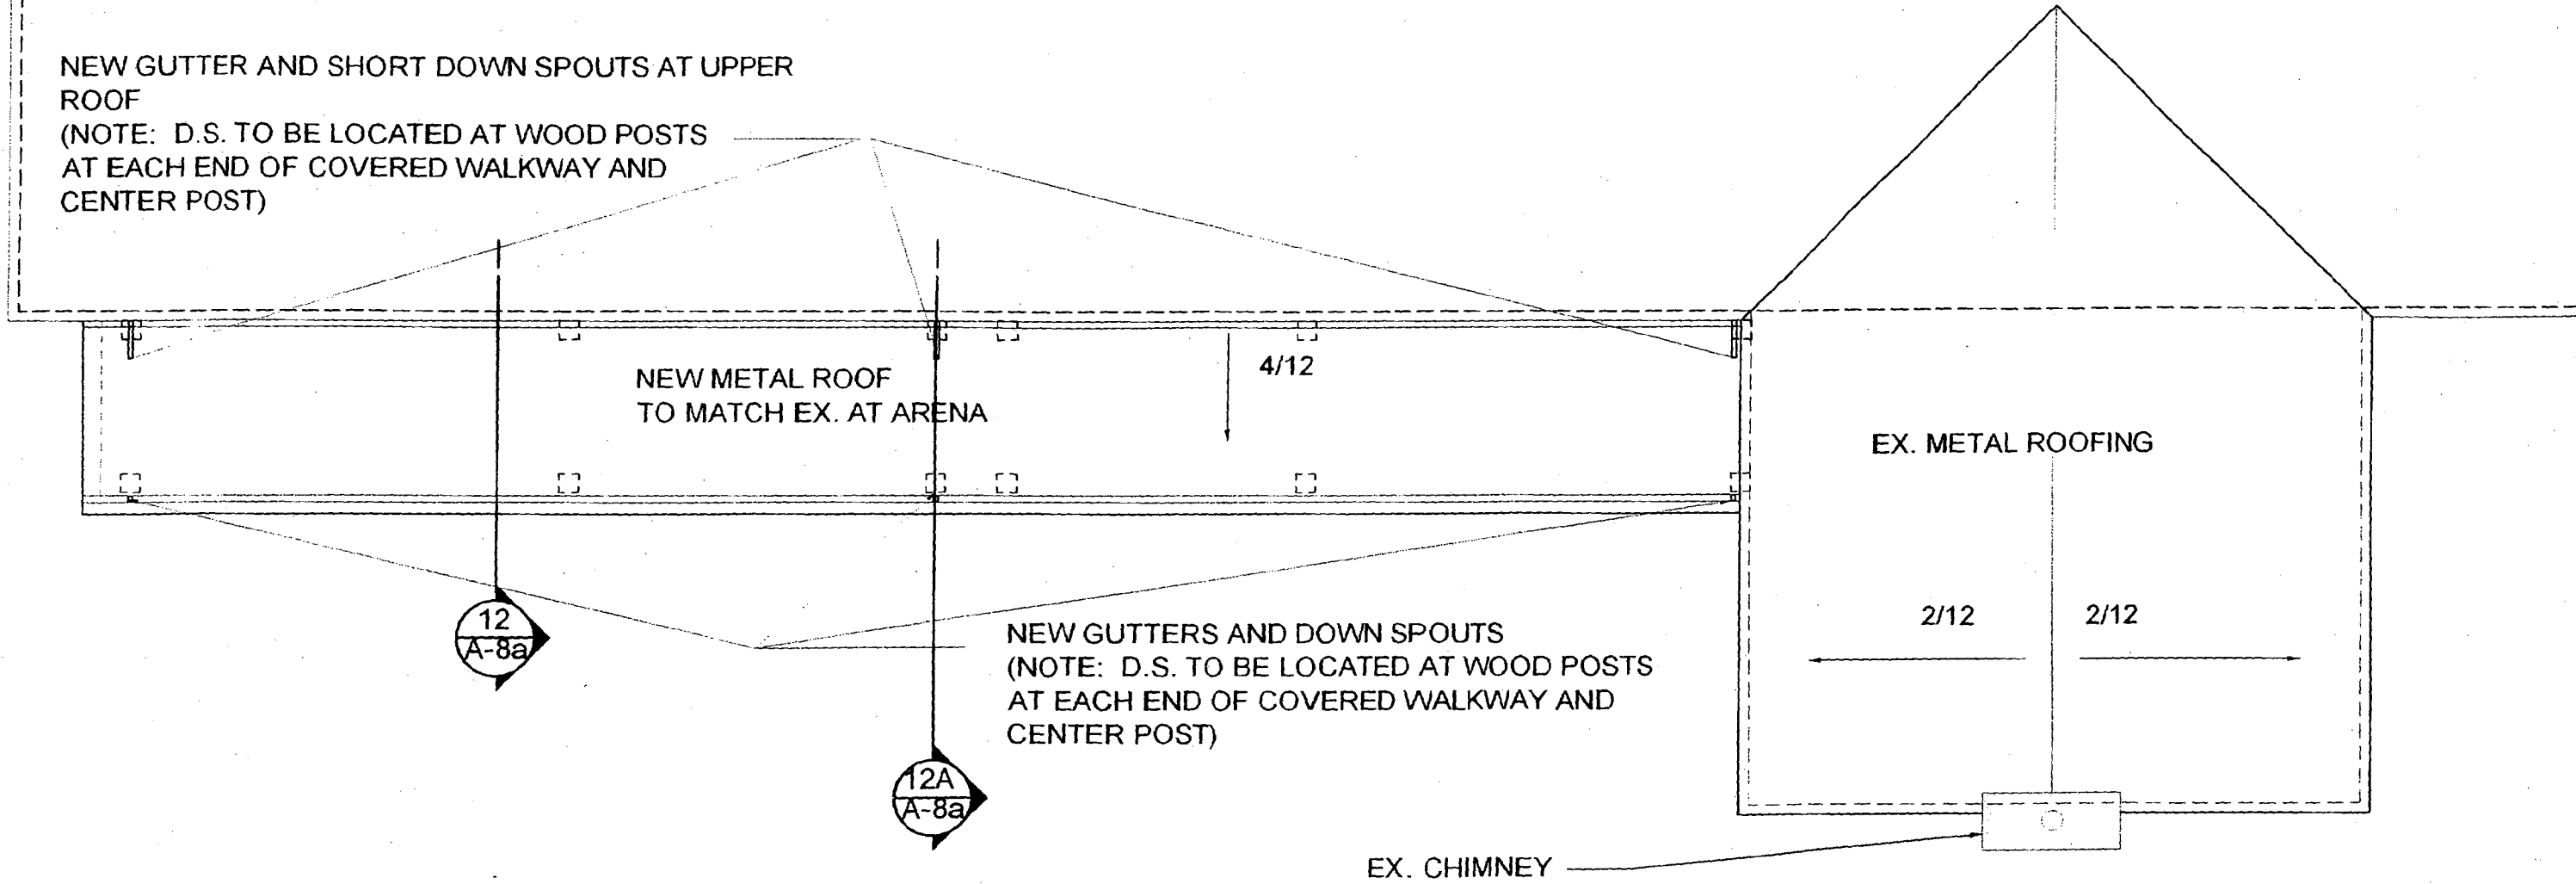 NEW GUTTER AND SHORT DOWN SPOUTS AT UPPER
ROOF
(NOTE: D.S. TO BE LOCATED AT WOOD POSTS
AT EACH END OF COVERED WALKWAY AND
CENTER POST)
4/12
NEW METAL ROOF
TO MATCH EX. AT ARENA
EX. METAL ROOFING
12
A-8a
2/12
2/12
NEW GUTTERS AND DOWN SPOUTS
(NOTE: D.S. TO BE LOCATED AT WOOD POSTS
AT EACH END OF COVERED WALKWAY AND
CENTER POST)
12A
A-8a
EX. CHIMNEY